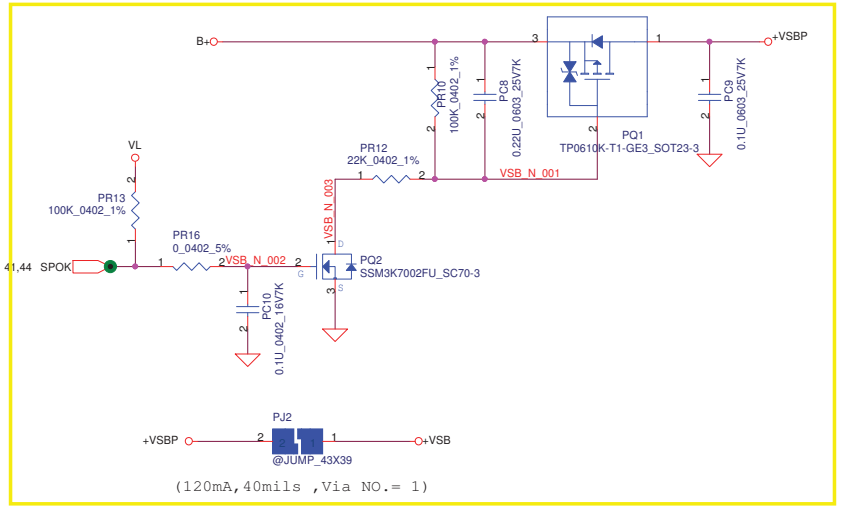 B+
3
1
+VSBP
1
PR10
100K_0402_1%
2
1
PC8
0.22U_0603_25V7K
2
2
PQ1
TP0610K-T1-GE3_SOT23-3
1
PC9
0.1U_0603_25V7K
2
VL
2
PR13
100K_0402_1%
1
PR12
22K_0402_1%
1
2
VSB_N_001
VSB_N_003
PR16
0_0402_5%
41,44 SPOK
1
2
VSB_N_002
2
G
1
D
PQ2
SSM3K7002FU_SC70-3
3
S
1
PC10
0.1U_0402_16V7K
2
PJ2
+VSBP
2
2
1
1
+VSB
@JUMP_43X39
(120mA,40mils ,Via NO.= 1)